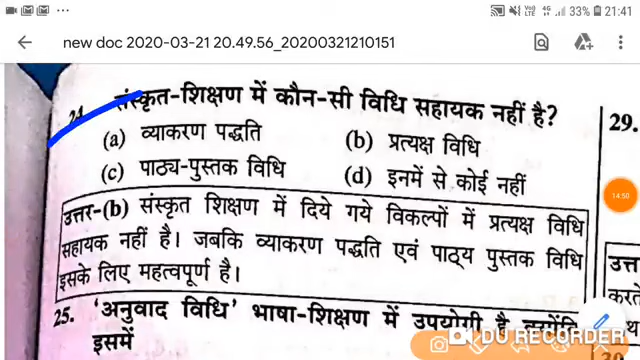 33% 21:41
new doc 2020-03-21 20.49.56_20200321210151
24. संस्कृत-शिक्षण में कौन-सी विधि सहायक नहीं है?
(a) व्याकरण पद्धति (b) प्रत्यक्ष विधि
(c) पाठ्य-पुस्तक विधि (d) इनमें से कोई नहीं
उत्तर-(b) संस्कृत शिक्षण में दिये गये विकल्पों में प्रत्यक्ष विधि
सहायक नहीं है। जबकि व्याकरण पद्धति एवं पाठ्य पुस्तक विधि
इसके लिए महत्वपूर्ण है।
25. 'अनुवाद विधि' भाषा-शिक्षण में उपयोगी है
इसमें
29.
14:50
उत्त
करते
DU RECORDER